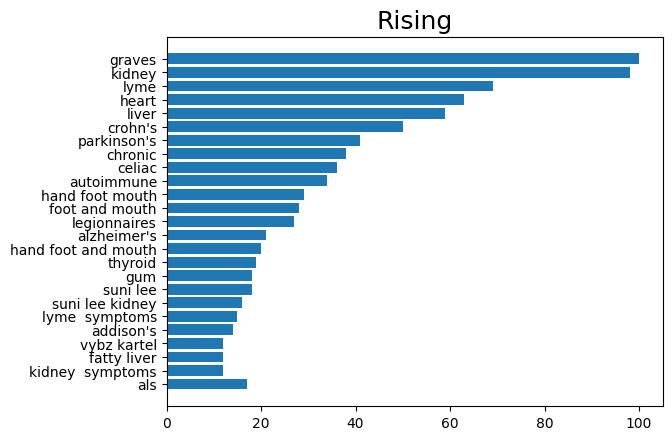 Rising
graves
kidney
lyme
heart
liver
crohn's
parkinson's
chronic
celiac
autoimmune
hand foot mouth
foot and mouth
legionnaires
alzheimer's
hand foot and mouth
thyroid
gum
suni lee
suni lee kidney
lyme  symptoms
addison's
vybz kartel
fatty liver
kidney  symptoms
als
0 20 40 60 80 100